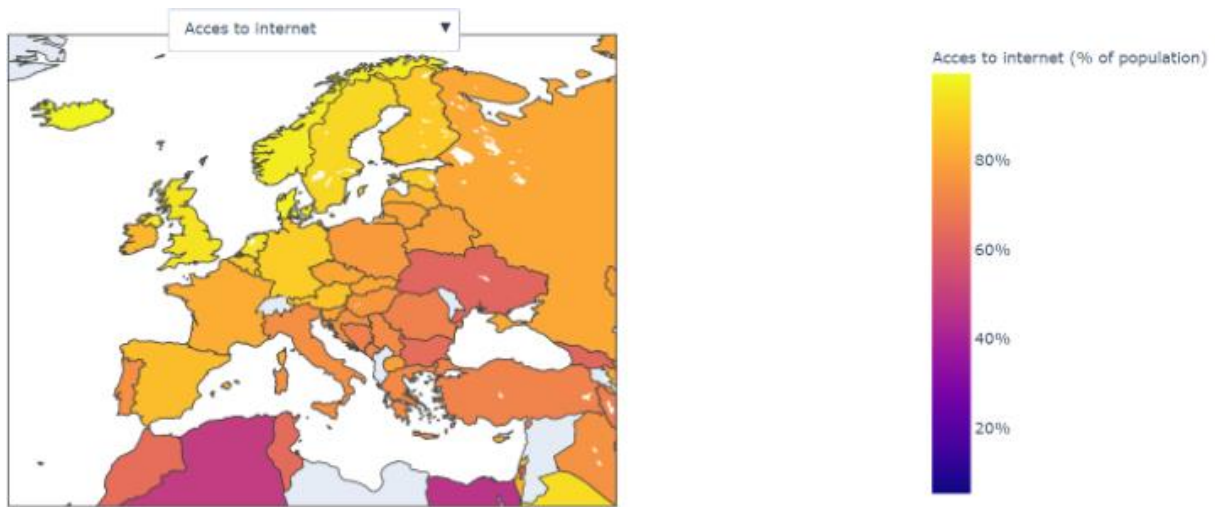 Acces to internet
Acces to internet (% of population)
80%
60%
40%
20%